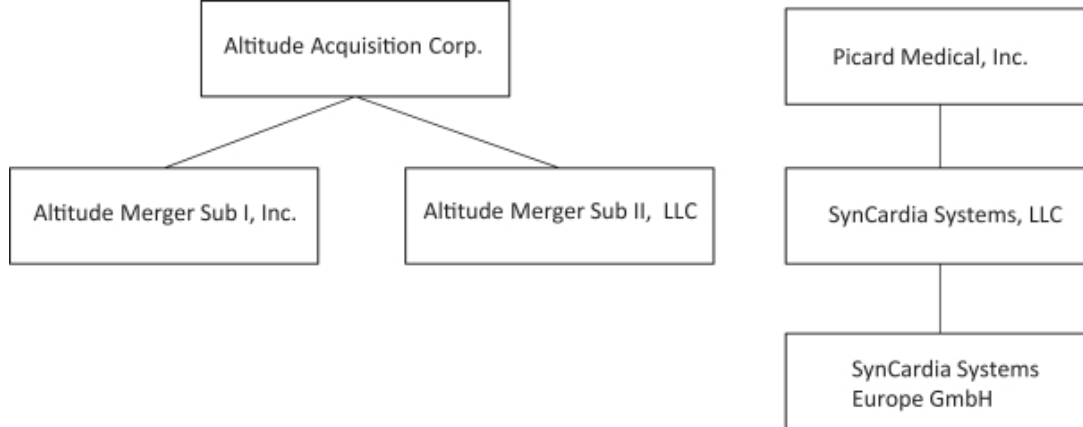 Altitude Acquisition Corp.
Picard Medical, Inc.
Altitude Merger Sub I, Inc.
Altitude Merger Sub II, LLC
SynCardia Systems, LLC
SynCardia Systems
Europe GmbH